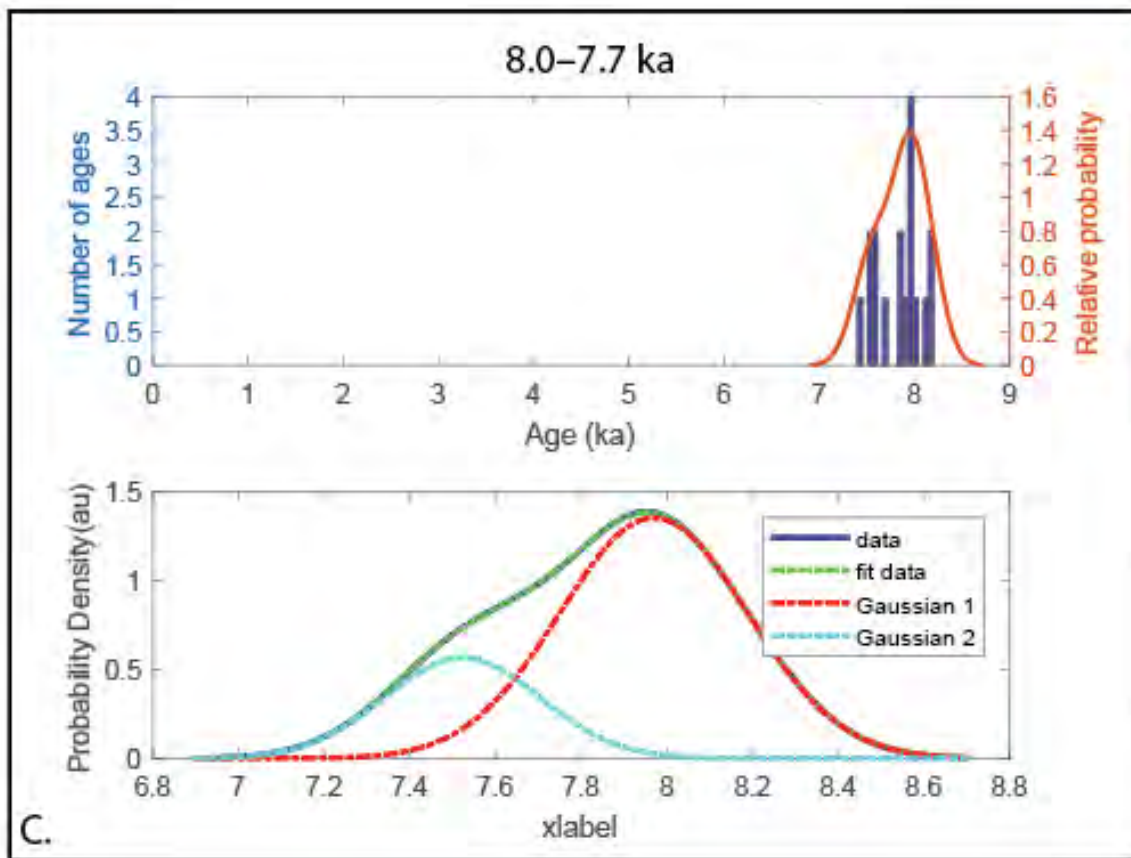 8.0–7.7 ka
Number of ages
4
3.5
3
2.5
2
1.5
1
0.5
0
1.6
1.4
1.2
1
0.8
0.6
0.4
0.2
0
Relative probability
0 1 2 3 4 5 6 7 8 9
Age (ka)
Probability Density(au)
1.5
1
0.5
0
data
fit data
Gaussian 1
Gaussian 2
6.8 7 7.2 7.4 7.6 7.8 8 8.2 8.4 8.6 8.8
xlabel
C.